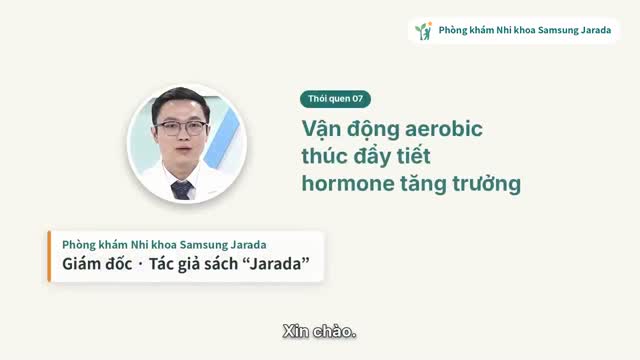 Phòng khám Nhi khoa Samsung Jarada
Thói quen 07
Vận động aerobic
thúc đẩy tiết
hormone tăng trưởng
Phòng khám Nhi khoa Samsung Jarada
Giám đốc · Tác giả sách “Jarada”
Xin chào.